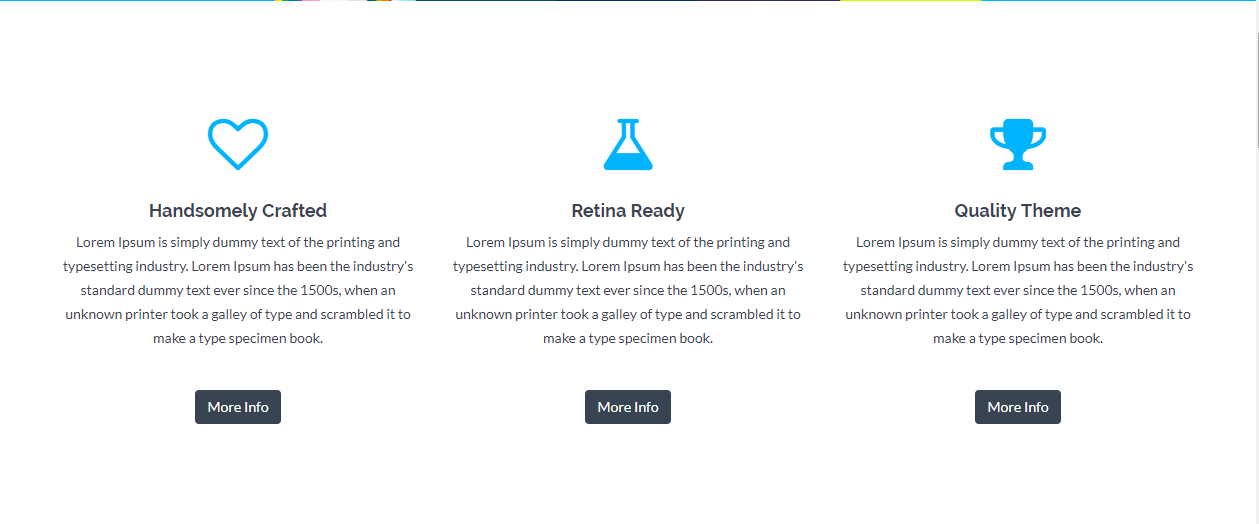 Handsomely Crafted
Lorem Ipsum is simply dummy text of the printing and
typesetting industry. Lorem Ipsum has been the industry's
standard dummy text ever since the 1500s, when an
unknown printer took a galley of type and scrambled it to
make a type specimen book.
More Info
Retina Ready
Lorem Ipsum is simply dummy text of the printing and
typesetting industry. Lorem Ipsum has been the industry's
standard dummy text ever since the 1500s, when an
unknown printer took a galley of type and scrambled it to
make a type specimen book.
More Info
Quality Theme
Lorem Ipsum is simply dummy text of the printing and
typesetting industry. Lorem Ipsum has been the industry's
standard dummy text ever since the 1500s, when an
unknown printer took a galley of type and scrambled it to
make a type specimen book.
More Info